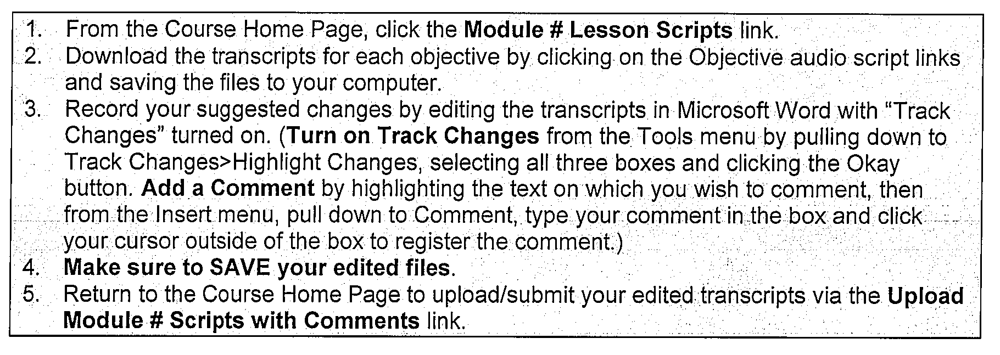 1. From the Course Home Page, click the Module # Lesson Scripts link.
2. Download the transcripts for each objective by clicking on the Objective audio script links
and saving the files to your computer.
3. Record your suggested changes by editing the transcripts in Microsoft Word with “Track
Changes” turned on. (Turn on Track Changes from the Tools menu by pulling down to
Track Changes>Highlight Changes, selecting all three boxes and clicking the Okay
button. Add a Comment by highlighting the text on which you wish to comment, then
from the Insert menu, pull down to Comment, type your comment in the box and click
your cursor outside of the box to register the comment.)
4. Make sure to SAVE your edited files.
5. Return to the Course Home Page to upload/submit your edited transcripts via the Upload
Module # Scripts with Comments link.